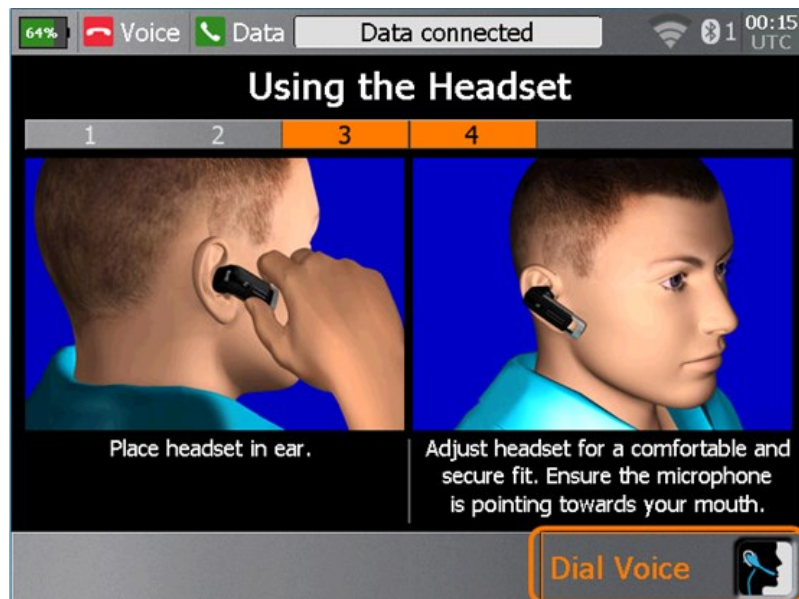 64% Voice Data Data connected 1 00:15
UTC
Using the Headset
1 2 3 4
Place headset in ear.
Adjust headset for a comfortable and
secure fit. Ensure the microphone
is pointing towards your mouth.
Dial Voice